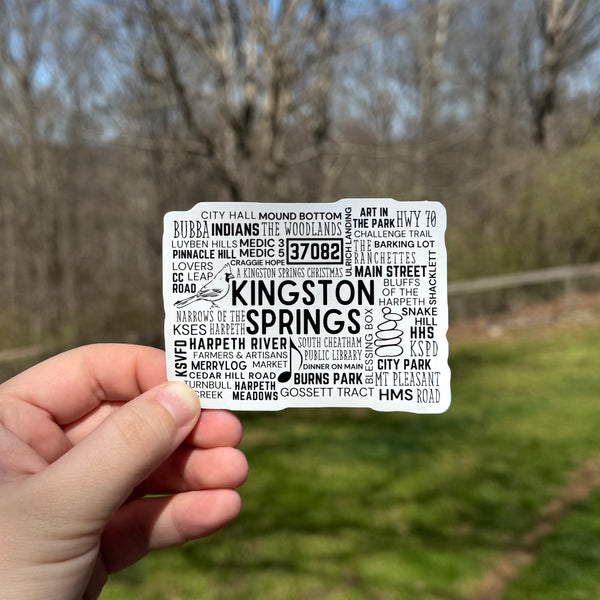 CITY HALL MOUND BOTTOM
BUBBA INDIANS THE WOODLANDS
LUYBEN HILLS MEDIC 3
PINNACLE HILL MEDIC 5
37082
ULRICH LANDING
ART IN
THE PARK
HWY 70
CHALLENGE TRAIL
THE
RANCHETTES
BARKING LOT
CRAGGIE HOPE
LOVERS
CC LEAP
ROAD
A KINGSTON SPRINGS CHRISTMAS
MAIN STREET
SHACKLETT
KINGSTON
SPRINGS
BLUFFS
OF THE
HARPETH
NARROWS OF THE
KSES HARPETH
SNAKE
HILL
HHS
KSPD
BLESSING BOX
KSVFD
HARPETH RIVER
FARMERS & ARTISANS
MERRYLOG MARKET
SOUTH CHEATHAM
PUBLIC LIBRARY
DINNER ON MAIN
CITY PARK
CEDAR HILL ROAD
BURNS PARK
MT PLEASANT
ROAD
TURNBULL
CREEK
HARPETH
MEADOWS
GOSSETT TRACT
HMS